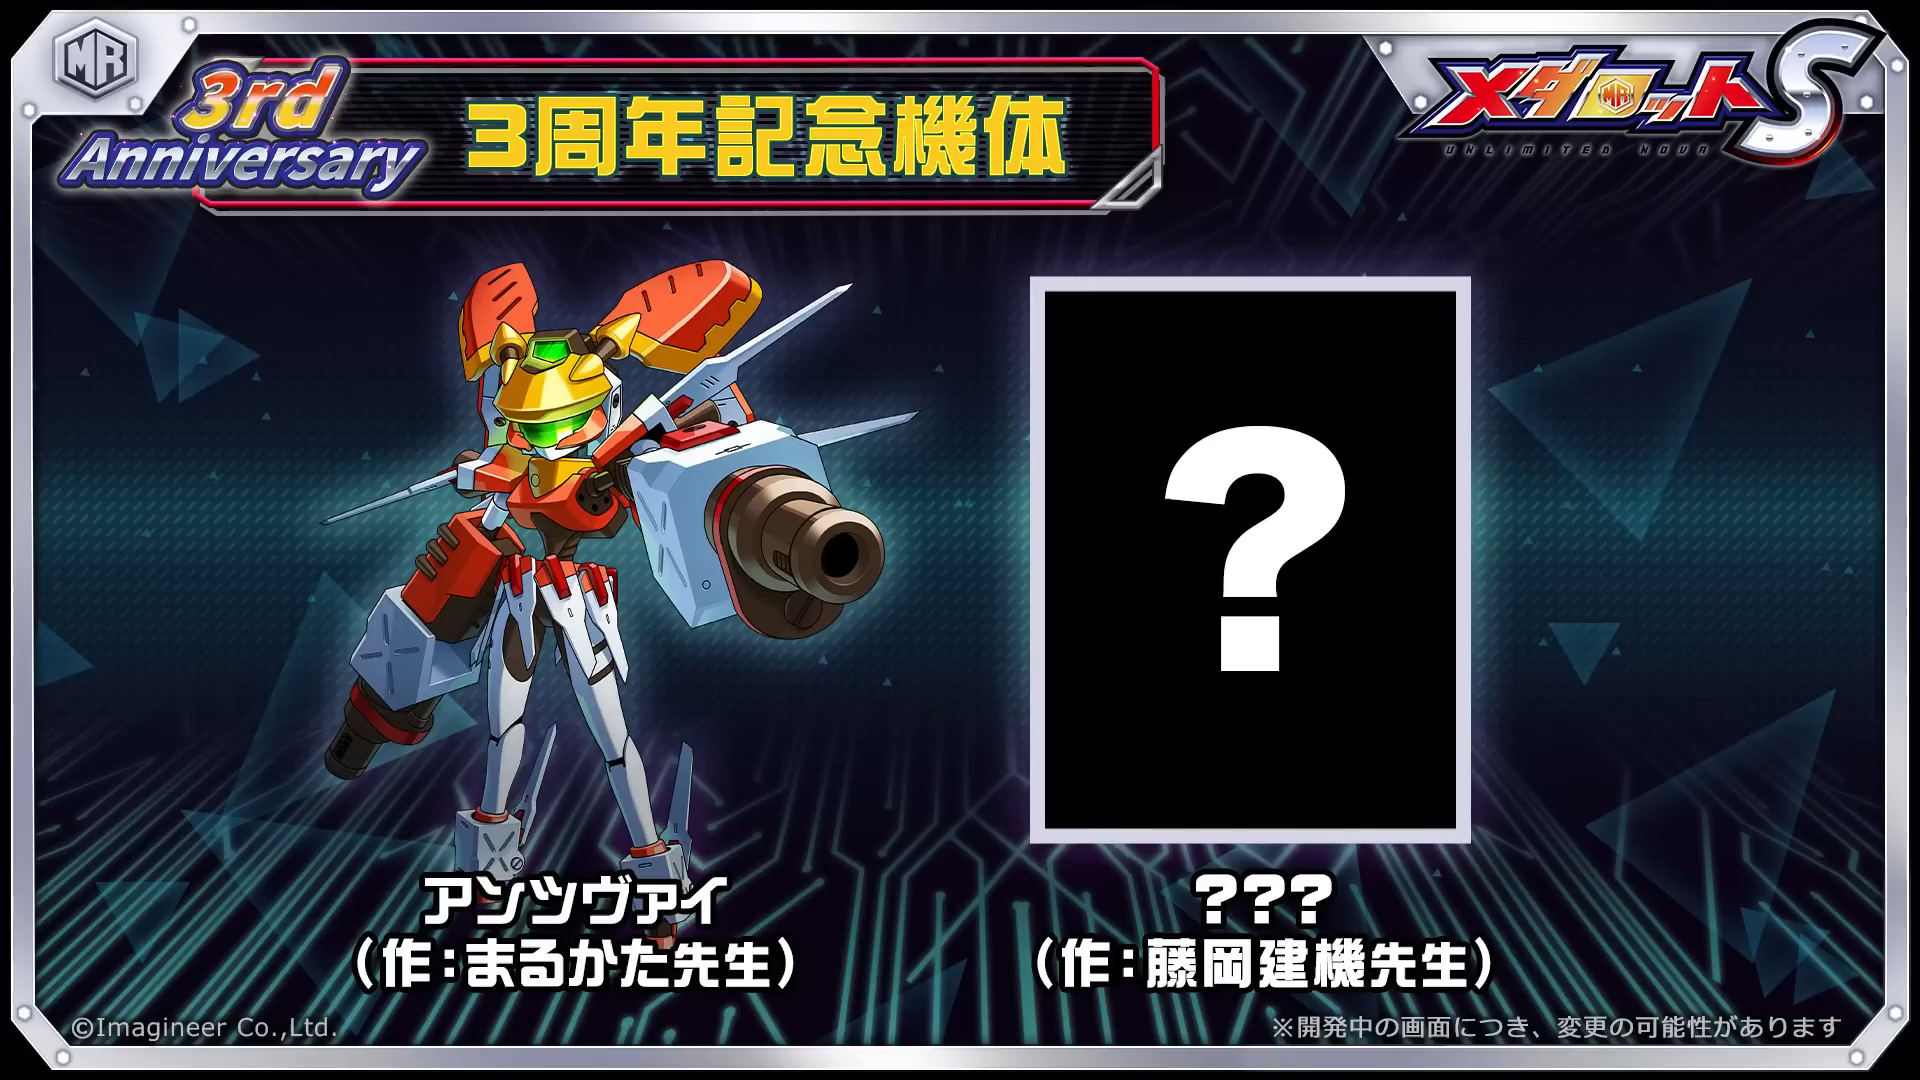 MR
3rd
Anniversary
3周年記念機体
メダロットS
MR
UNLIMITED NOVA
?
アンツヴァイ
(作:まるかた先生)
???
(作:藤岡建機先生)
©Imagineer Co.,Ltd.
※開発中の画面につき、変更の可能性があります